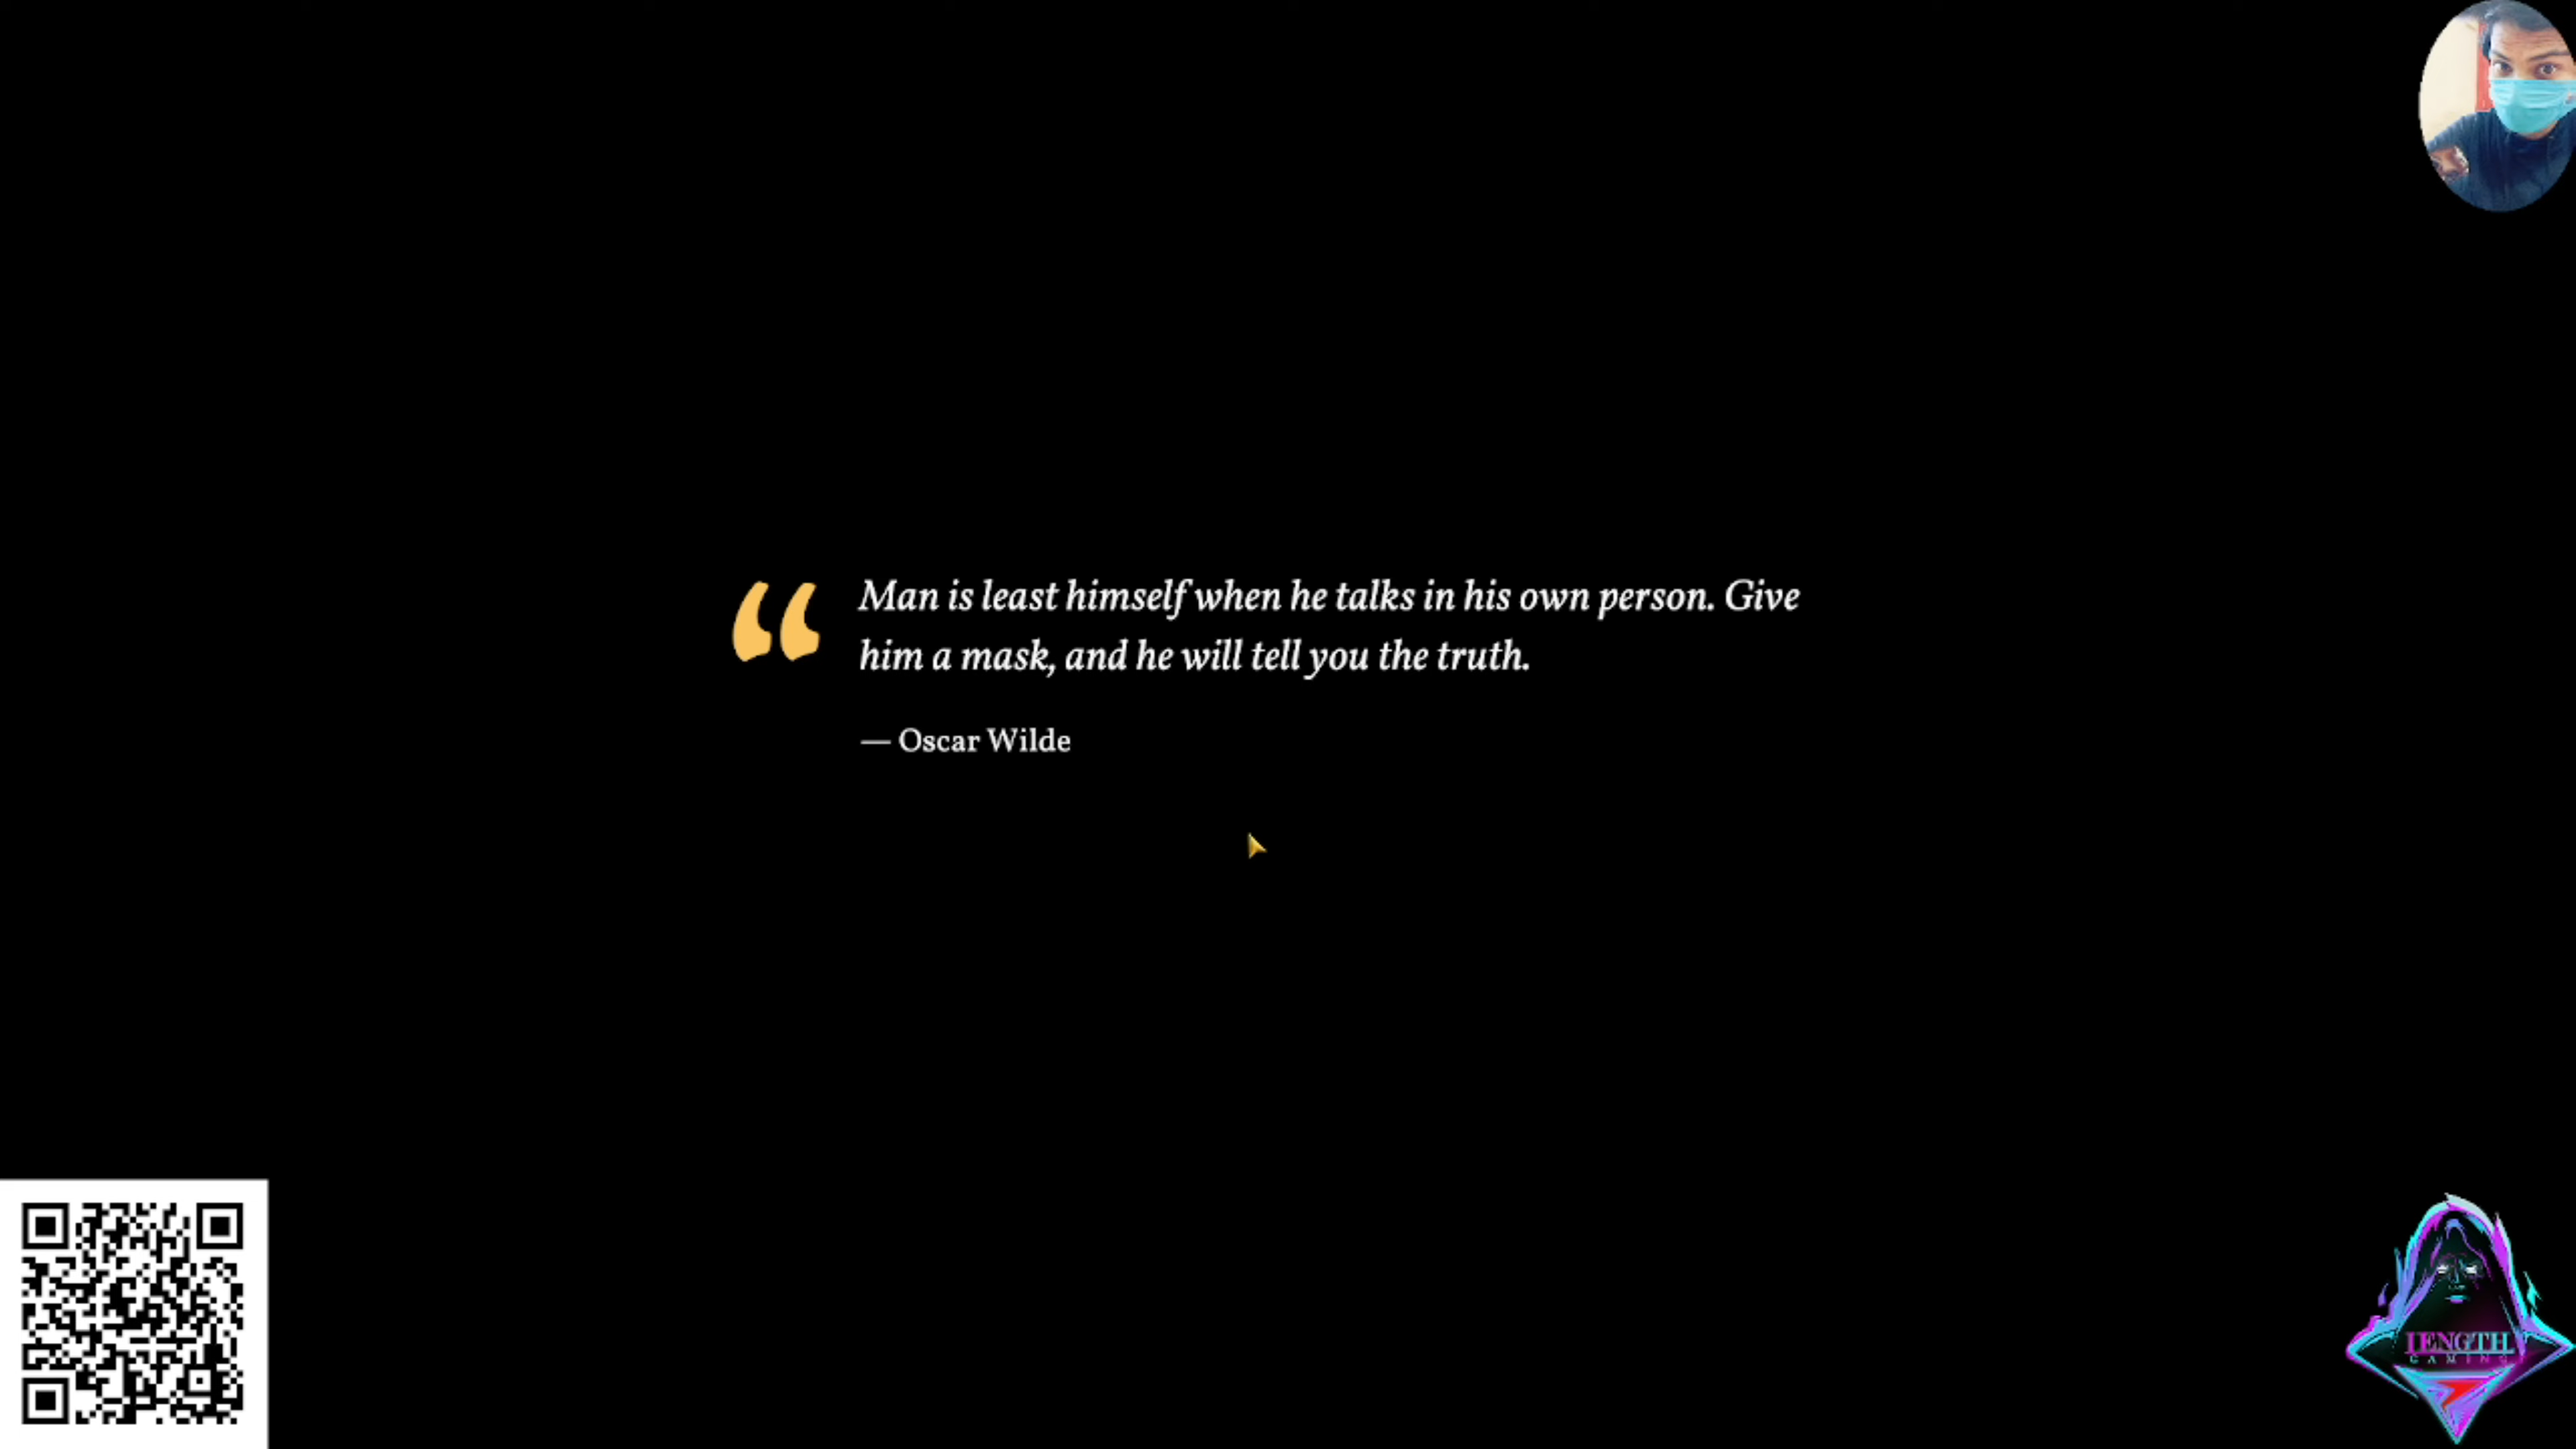 “
Man is least himself when he talks in his own person. Give
him a mask, and he will tell you the truth.
— Oscar Wilde
GAMING